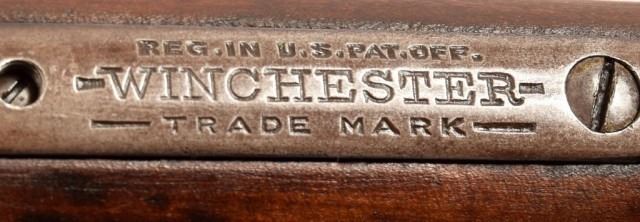 REG. IN U.S. PAT. OFF.
-WINCHESTER-
— TRADE MARK —